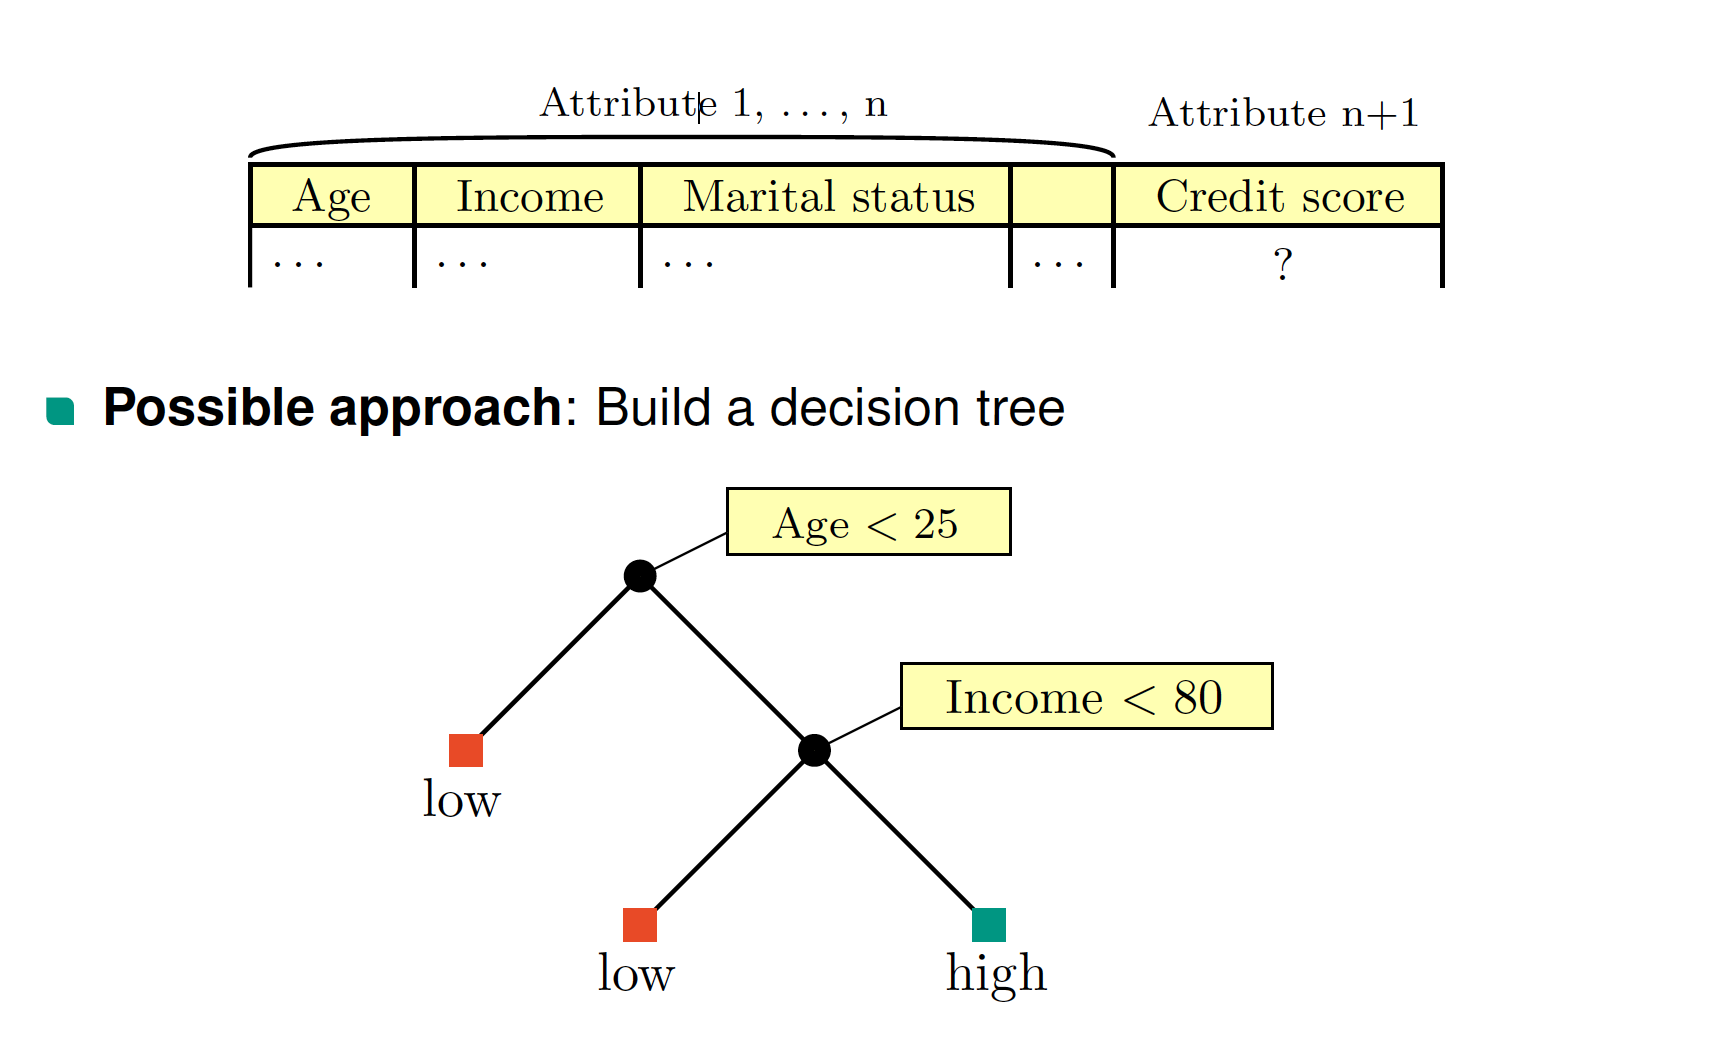 Attribute 1, ..., n
Attribute n+1
Age Income Marital status Credit score
... ... ... ... ?
Possible approach: Build a decision tree
Age < 25
Income < 80
low
low
high